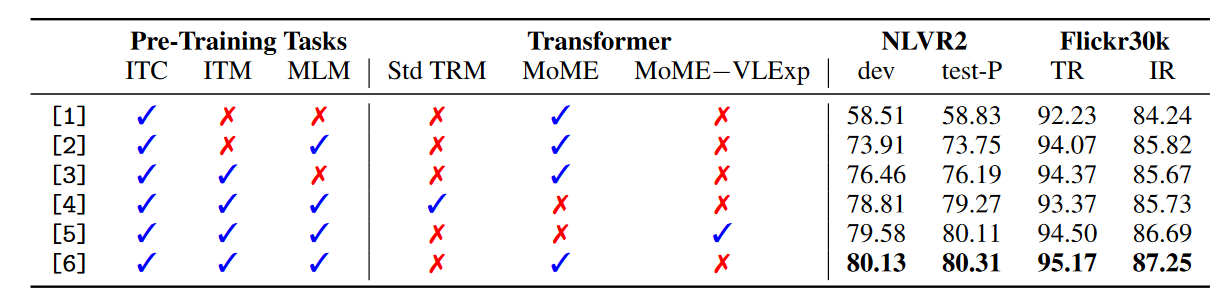 Pre-Training Tasks Transformer NLVR2 Flickr30k
ITC ITM MLM Std TRM MoME MoME−VLExp dev test-P TR IR
[1] ✓ ✗ ✗ ✗ ✓ ✗ 58.51 58.83 92.23 84.24
[2] ✓ ✗ ✓ ✗ ✓ ✗ 73.91 73.75 94.07 85.82
[3] ✓ ✓ ✗ ✗ ✓ ✗ 76.46 76.19 94.37 85.67
[4] ✓ ✓ ✓ ✓ ✗ ✗ 78.81 79.27 93.37 85.73
[5] ✓ ✓ ✓ ✗ ✗ ✓ 79.58 80.11 94.50 86.69
[6] ✓ ✓ ✓ ✗ ✓ ✗ 80.13 80.31 95.17 87.25